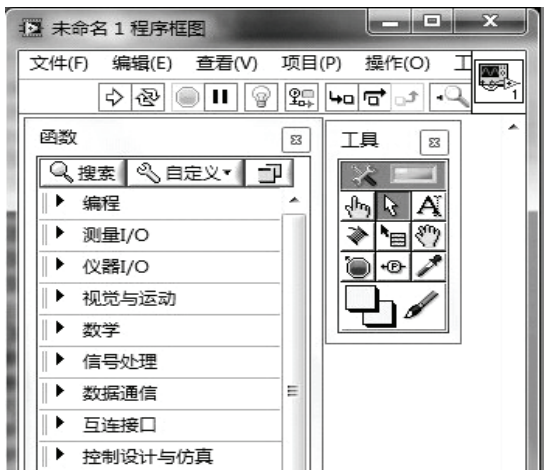 未命名 1 程序框图
文件(F) 编辑(E) 查看(V) 项目(P) 操作(O) 工
1
函数
搜索 自定义
编程
测量I/O
仪器I/O
视觉与运动
数学
信号处理
数据通信
互连接口
控制设计与仿真
工具
A
P